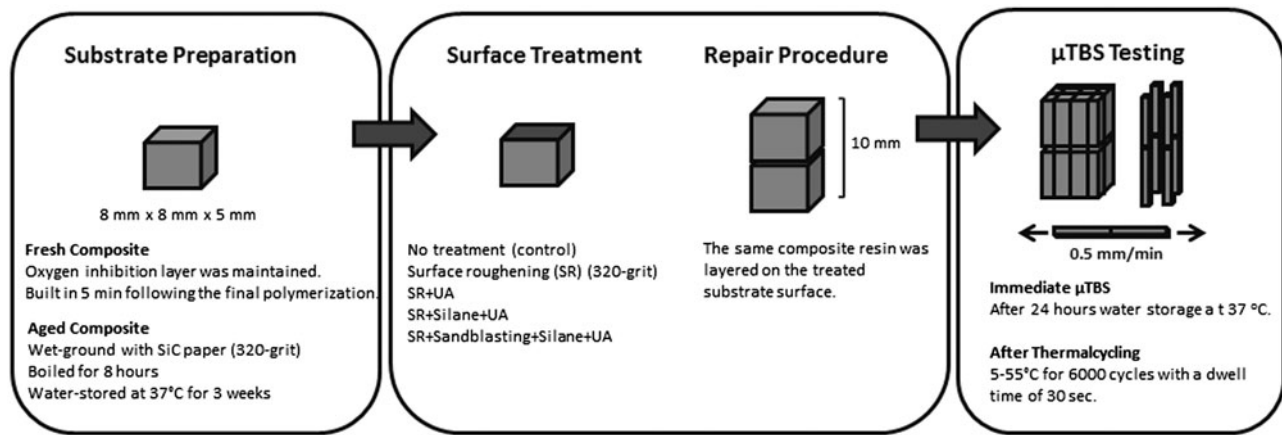 Substrate Preparation
8 mm x 8 mm x 5 mm
Fresh Composite
Oxygen inhibition layer was maintained.
Built in 5 min following the final polymerization.
Aged Composite
Wet-ground with SiC paper (320-grit)
Boiled for 8 hours
Water-stored at 37°C for 3 weeks
Surface Treatment
No treatment (control)
Surface roughening (SR) (320-grit)
SR+UA
SR+Silane+UA
SR+Sandblasting+Silane+UA
Repair Procedure
10 mm
The same composite resin was
layered on the treated
substrate surface.
μTBS Testing
0.5 mm/min
Immediate μTBS
After 24 hours water storage a t 37 °C.
After Thermalcycling
5-55°C for 6000 cycles with a dwell
time of 30 sec.